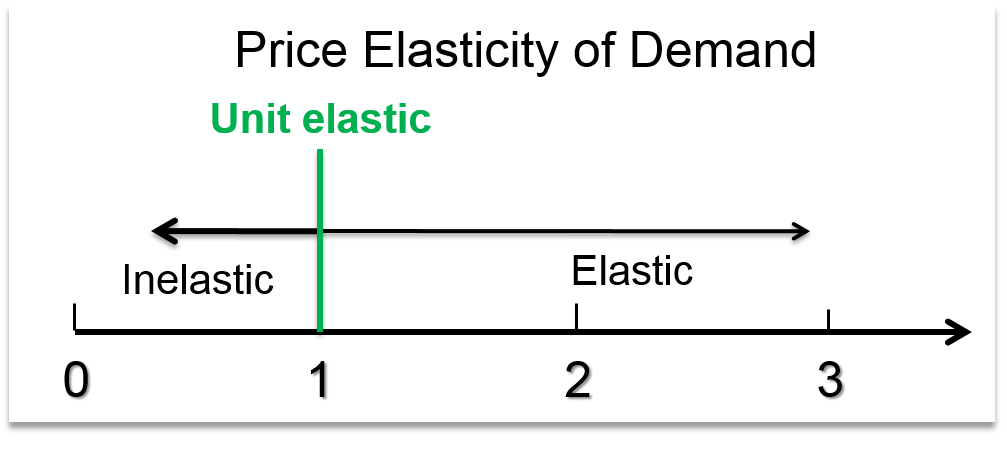 Price Elasticity of Demand
Unit elastic
Inelastic
Elastic
0 1 2 3